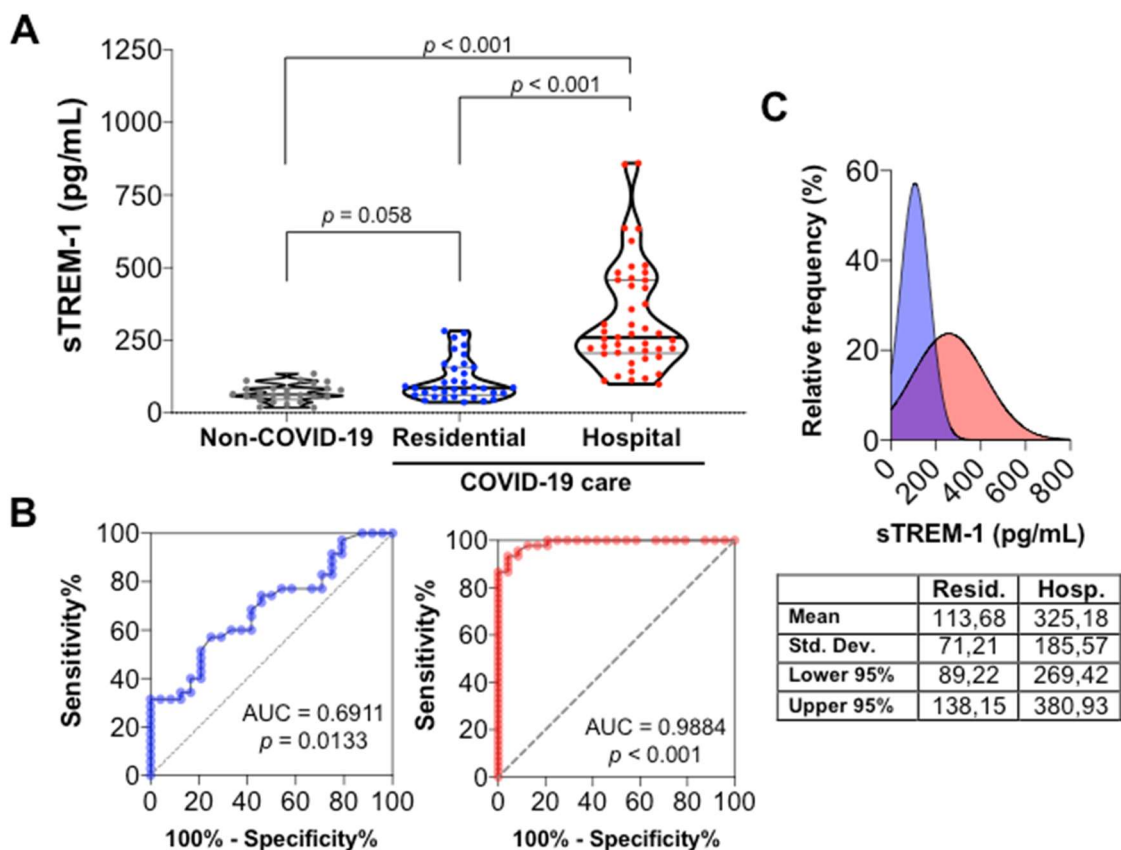 A
sTREM-1 (pg/mL)
1250
1000
750
500
250
0
p < 0.001
p < 0.001
p = 0.058
Non-COVID-19 Residential Hospital
COVID-19 care
B
Sensitivity%
100
80
60
40
20
0
AUC = 0.6911
p = 0.0133
0 20 40 60 80 100
100% - Specificity%
Sensitivity%
100
80
60
40
20
0
AUC = 0.9884
p < 0.001
0 20 40 60 80 100
100% - Specificity%
C
Relative frequency (%)
60
40
20
0
0 200 400 600 800
sTREM-1 (pg/mL)
Resid. Hosp.
Mean 113,68 325,18
Std. Dev. 71,21 185,57
Lower 95% 89,22 269,42
Upper 95% 138,15 380,93